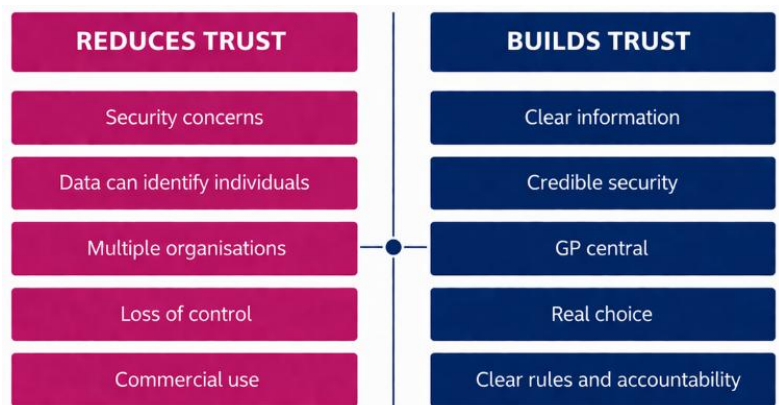 REDUCES TRUST
Security concerns
Data can identify individuals
Multiple organisations
Loss of control
Commercial use
BUILDS TRUST
Clear information
Credible security
GP central
Real choice
Clear rules and accountability